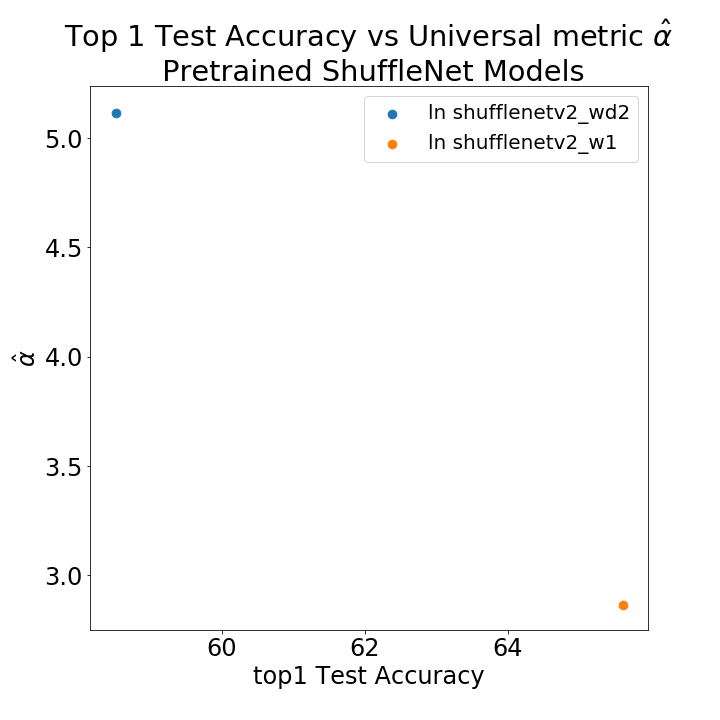 Top 1 Test Accuracy vs Universal metric α̂
Pretrained ShuffleNet Models
ln shufflenetv2_wd2
ln shufflenetv2_w1
5.0
4.5
4.0
3.5
3.0
α̂
60
62
64
top1 Test Accuracy